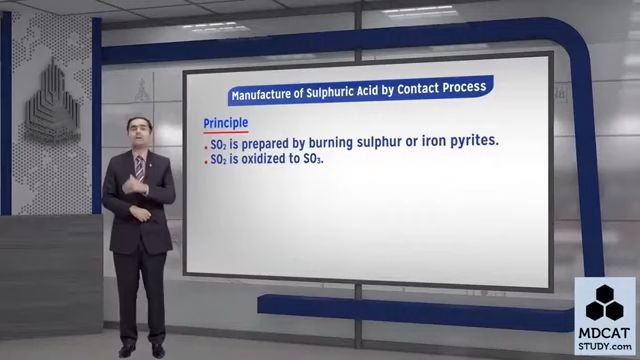 Manufacture of Sulphuric Acid by Contact Process
Principle
• SO₂ is prepared by burning sulphur or iron pyrites.
• SO₂ is oxidized to SO₃.
MDCAT
STUDY.com